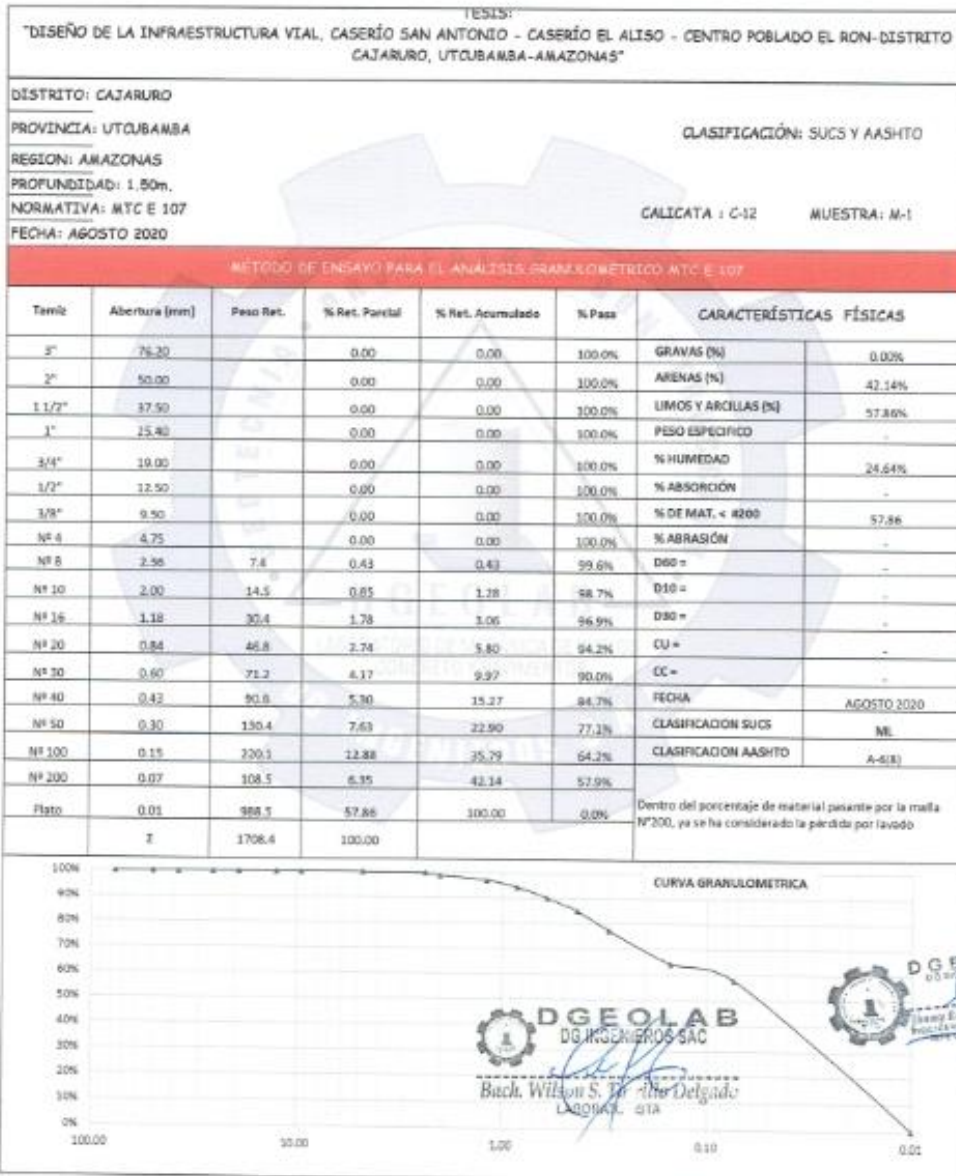 TESIS:
"DISEÑO DE LA INFRAESTRUCTURA VIAL, CASERÍO SAN ANTONIO - CASERÍO EL ALISO - CENTRO POBLADO EL RON-DISTRITO
CAJARURO, UTCUBAMBA-AMAZONAS"
DISTRITO: CAJARURO
PROVINCIA: UTCUBAMBA
CLASIFICACIÓN: SUCS Y AASHTO
REGION: AMAZONAS
PROFUNDIDAD: 1.50m.
NORMATIVA: MTC E 107
CALICATA : C-12 MUESTRA: M-1
FECHA: AGOSTO 2020
METODO DE ENSAYO PARA EL ANÁLISIS GRANULOMÉTRICO MTC E 107
Tamiz Abertura (mm) Peso Ret. % Ret. Parcial % Ret. Acumulado % Pasa CARACTERÍSTICAS FÍSICAS
3" 76.20 0.00 0.00 100.0% GRAVAS (%) 0.00%
2" 50.00 0.00 0.00 100.0% ARENAS (%) 42.14%
1 1/2" 37.50 0.00 0.00 100.0% LIMOS Y ARCILLAS (%) 57.86%
1" 25.40 0.00 0.00 100.0% PESO ESPECIFICO -
3/4" 19.00 0.00 0.00 100.0% % HUMEDAD 24.64%
1/2" 12.50 0.00 0.00 100.0% % ABSORCIÓN -
3/8" 9.50 0.00 0.00 100.0% % DE MAT. < #200 57.86
Nº 4 4.75 0.00 0.00 100.0% % ABRASIÓN -
Nº 8 2.36 7.4 0.43 0.43 99.6% D60 = -
Nº 10 2.00 14.5 0.85 1.28 98.7% D10 = -
Nº 16 1.18 30.4 1.78 3.06 96.9% D30 = -
Nº 20 0.84 46.8 2.74 5.80 94.2% CU = -
Nº 30 0.60 71.2 4.17 9.97 90.0% CC = -
Nº 40 0.43 90.6 5.30 15.27 84.7% FECHA AGOSTO 2020
Nº 50 0.30 130.4 7.63 22.90 77.1% CLASIFICACION SUCS ML
Nº 100 0.15 220.1 12.88 35.79 64.2% CLASIFICACION AASHTO A-4(8)
Nº 200 0.07 108.5 6.35 42.14 57.9%
Plato 0.01 988.5 57.86 100.00 0.0%
Dentro del porcentaje de material pasante por la malla
N°200, ya se ha considerado la pérdida por lavado
Σ 1708.4 100.00
GEOLAB
CURVA GRANULOMETRICA
100%
90%
80%
70%
60%
50%
40%
30%
20%
10%
0%
100.00 10.00 1.00 0.10 0.01
DGEOLAB
DG INGENIEROS SAC
Bach. Wilson S. Delgado